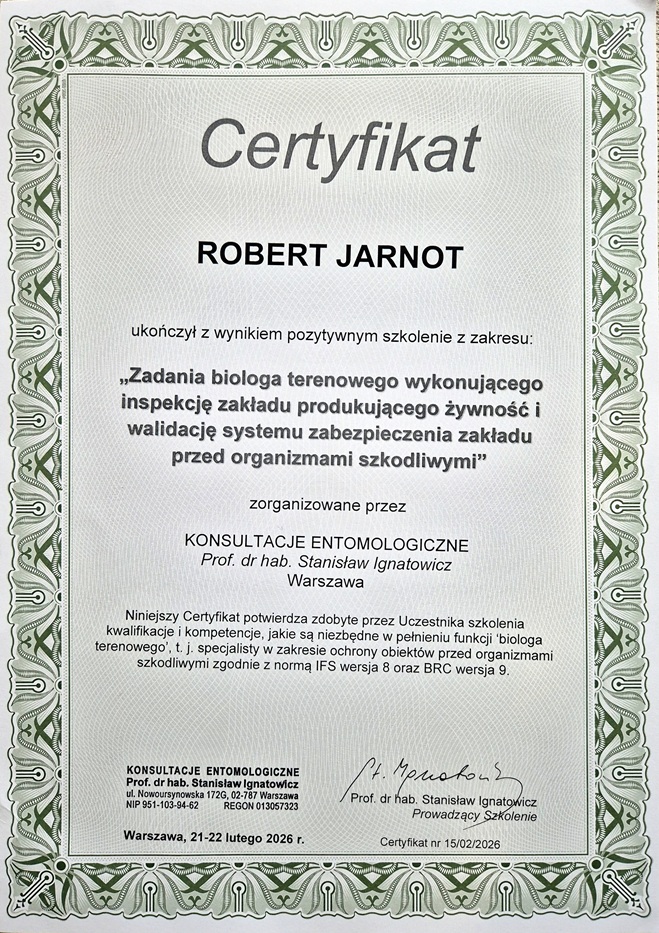 Certyfikat
ROBERT JARNOT
ukończył z wynikiem pozytywnym szkolenie z zakresu:
„Zadania biologa terenowego wykonującego
inspekcję zakładu produkującego żywność i
walidację systemu zabezpieczenia zakładu
przed organizmami szkodliwymi”
zorganizowane przez
KONSULTACJE ENTOMOLOGICZNE
Prof. dr hab. Stanisław Ignatowicz
Warszawa
Niniejszy Certyfikat potwierdza zdobyte przez Uczestnika szkolenia
kwalifikacje i kompetencje, jakie są niezbędne w pełnieniu funkcji ‘biologa
terenowego’, t. j. specjalisty w zakresie ochrony obiektów przed organizmami
szkodliwymi zgodnie z normą IFS wersja 8 oraz BRC wersja 9.
KONSULTACJE ENTOMOLOGICZNE
Prof. dr hab. Stanisław Ignatowicz
ul. Nowoursynowska 172G, 02-787 Warszawa
NIP 951-103-94-62 REGON 013057323
Warszawa, 21-22 lutego 2026 r.
St. Ignatowicz
Prof. dr hab. Stanisław Ignatowicz
Prowadzący Szkolenie
Certyfikat nr 15/02/2026